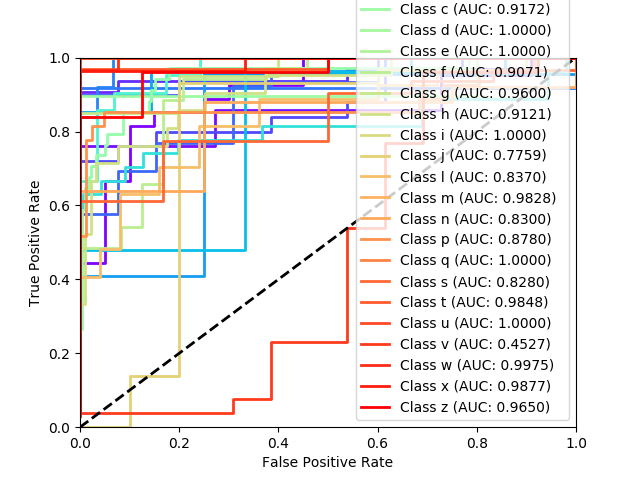 Class c (AUC: 0.9172)
Class d (AUC: 1.0000)
Class e (AUC: 1.0000)
Class f (AUC: 0.9071)
Class g (AUC: 0.9600)
Class h (AUC: 0.9121)
Class i (AUC: 1.0000)
Class j (AUC: 0.7759)
Class l (AUC: 0.8370)
Class m (AUC: 0.9828)
Class n (AUC: 0.8300)
Class p (AUC: 0.8780)
Class q (AUC: 1.0000)
Class s (AUC: 0.8280)
Class t (AUC: 0.9848)
Class u (AUC: 1.0000)
Class v (AUC: 0.4527)
Class w (AUC: 0.9975)
Class x (AUC: 0.9877)
Class z (AUC: 0.9650)
True Positive Rate
1.0
0.8
0.6
0.4
0.2
0.0
0.0 0.2 0.4 0.6 0.8 1.0
False Positive Rate